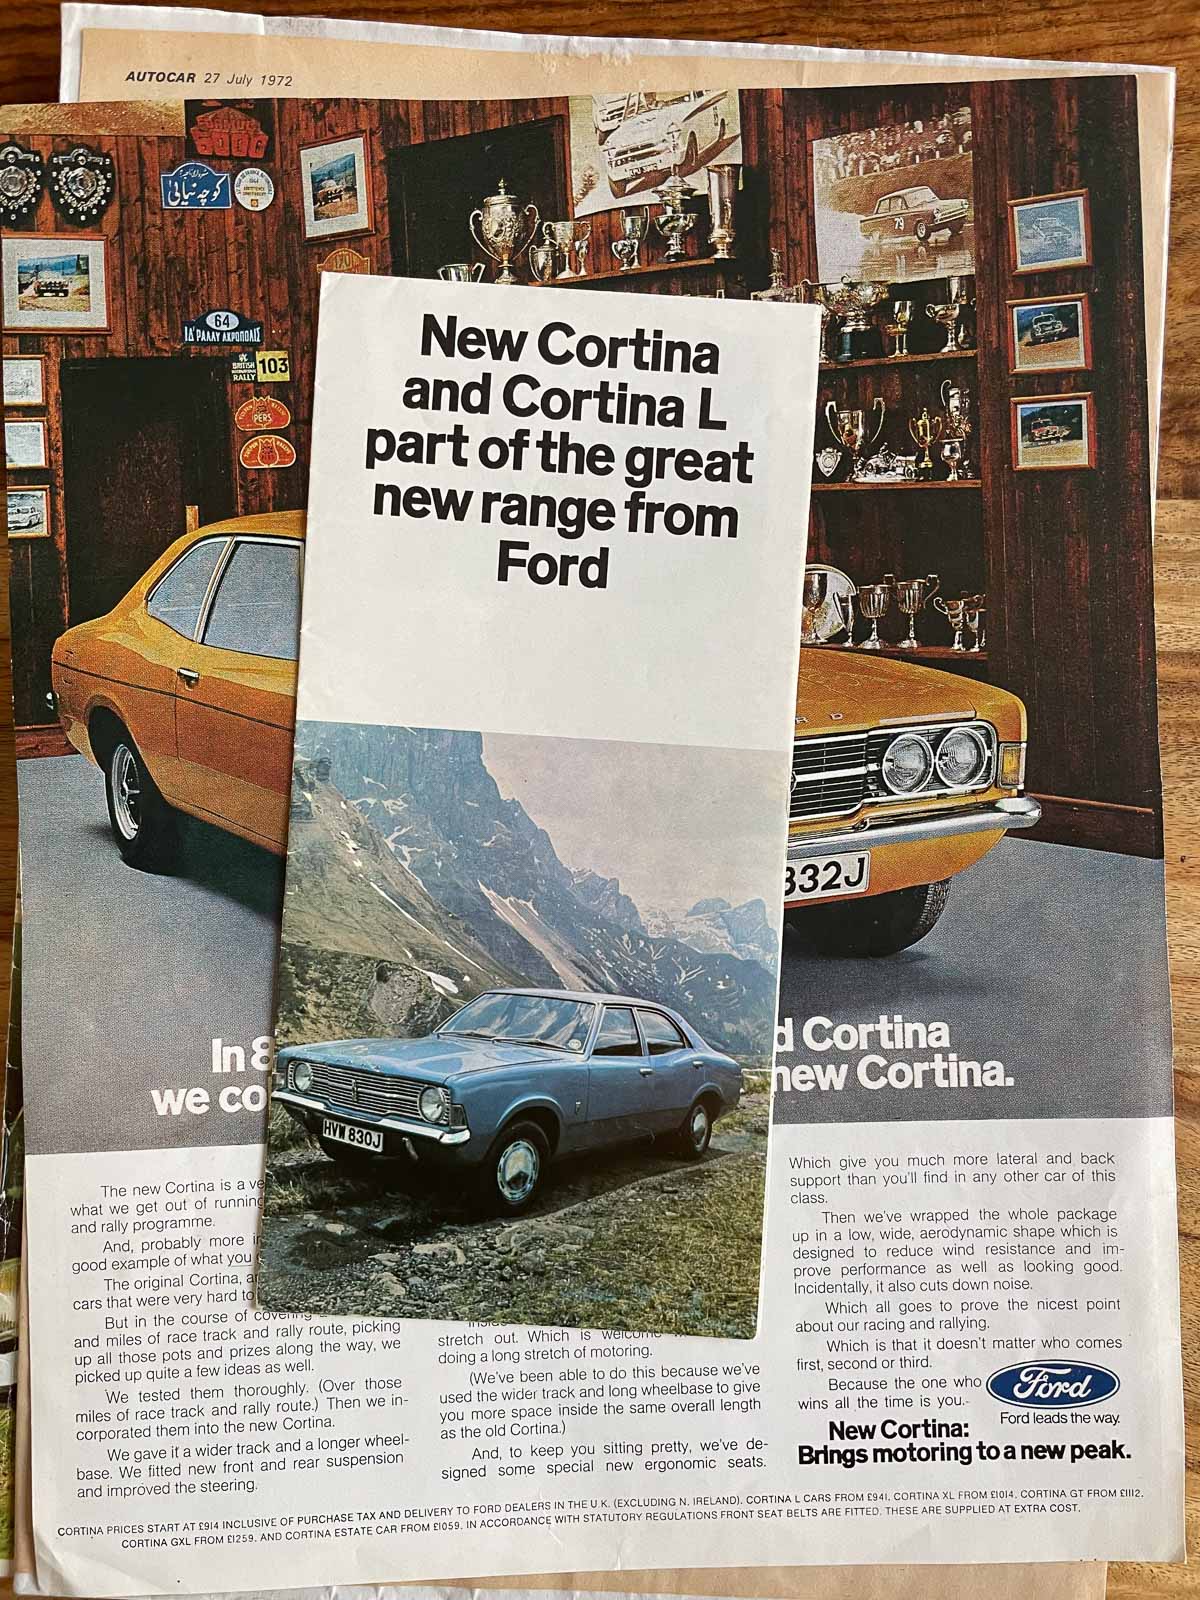 AUTOCAR 27 July 1972
كوچه نیایی
64
ΙΔ' ΡΑΛΛΥ ΑΚΡΟΠΟΛΙΣ
BRITISH
INTERNATIONAL
RALLY
103
79
New Cortina
and Cortina L
part of the great
new range from
Ford
332J
HVW 830J
In 8
d Cortina
we co
new Cortina.
The new Cortina is a ve
what we get out of running
and rally programme.
And, probably more i
good example of what you
The original Cortina, a
cars that were very hard to
But in the course of covering
and miles of race track and rally route, picking
up all those pots and prizes along the way, we
picked up quite a few ideas as well.
We tested them thoroughly. (Over those
miles of race track and rally route.) Then we in-
corporated them into the new Cortina.
We gave it a wider track and a longer wheel-
base. We fitted new front and rear suspension
and improved the steering.
stretch out. Which is welcome
doing a long stretch of motoring.
(We've been able to do this because we've
used the wider track and long wheelbase to give
you more space inside the same overall length
as the old Cortina.)
And, to keep you sitting pretty, we've de-
signed some special new ergonomic seats.
Which give you much more lateral and back
support than you'll find in any other car of this
class.
Then we've wrapped the whole package
up in a low, wide, aerodynamic shape which is
designed to reduce wind resistance and im-
prove performance as well as looking good.
Incidentally, it also cuts down noise.
Which all goes to prove the nicest point
about our racing and rallying.
Which is that it doesn't matter who comes
first, second or third.
Because the one who
wins all the time is you.
Ford
Ford leads the way.
New Cortina:
Brings motoring to a new peak.
CORTINA PRICES START AT £914 INCLUSIVE OF PURCHASE TAX AND DELIVERY TO FORD DEALERS IN THE U.K. (EXCLUDING N. IRELAND). CORTINA L CARS FROM £941, CORTINA XL FROM £1014, CORTINA GT FROM £1112.
CORTINA GXL FROM £1259, AND CORTINA ESTATE CAR FROM £1059. IN ACCORDANCE WITH STATUTORY REGULATIONS FRONT SEAT BELTS ARE FITTED. THESE ARE SUPPLIED AT EXTRA COST.